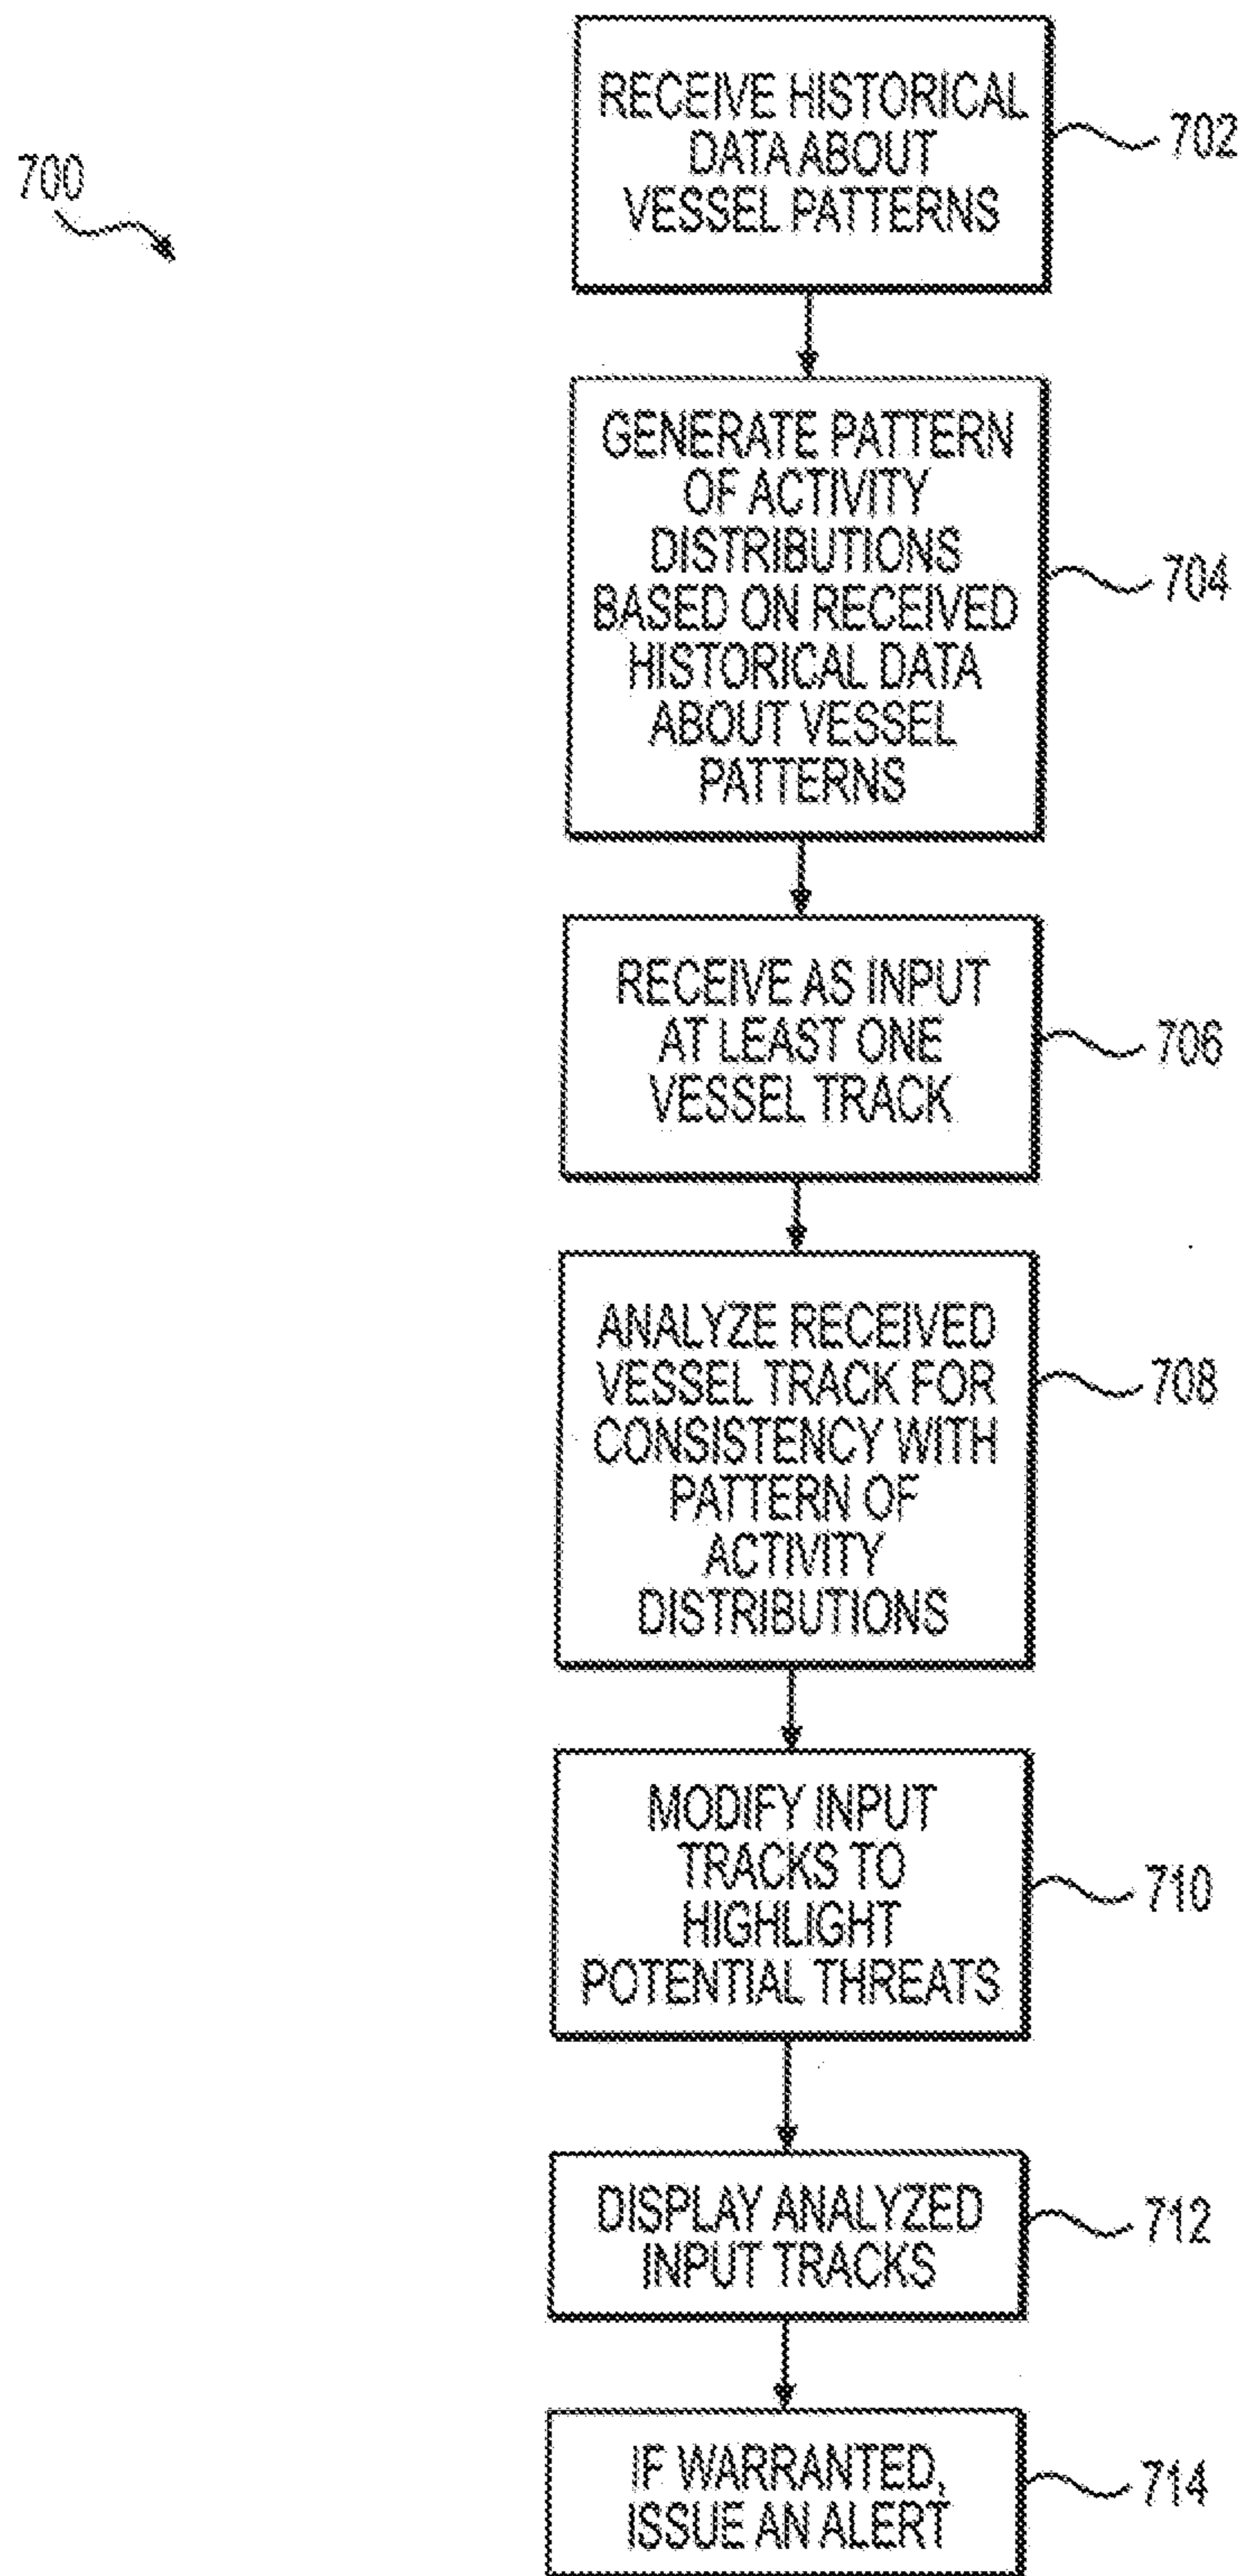 700
RECEIVE HISTORICAL
DATA ABOUT
VESSEL PATTERNS
702
GENERATE PATTERN
OF ACTIVITY
DISTRIBUTIONS
BASED ON RECEIVED
HISTORICAL DATA
ABOUT VESSEL
PATTERNS
704
RECEIVE AS INPUT
AT LEAST ONE
VESSEL TRACK
706
ANALYZE RECEIVED
VESSEL TRACK FOR
CONSISTENCY WITH
PATTERN OF
ACTIVITY
DISTRIBUTIONS
708
MODIFY INPUT
TRACKS TO
HIGHLIGHT
POTENTIAL THREATS
710
DISPLAY ANALYZED
INPUT TRACKS
712
IF WARRANTED,
ISSUE AN ALERT
714